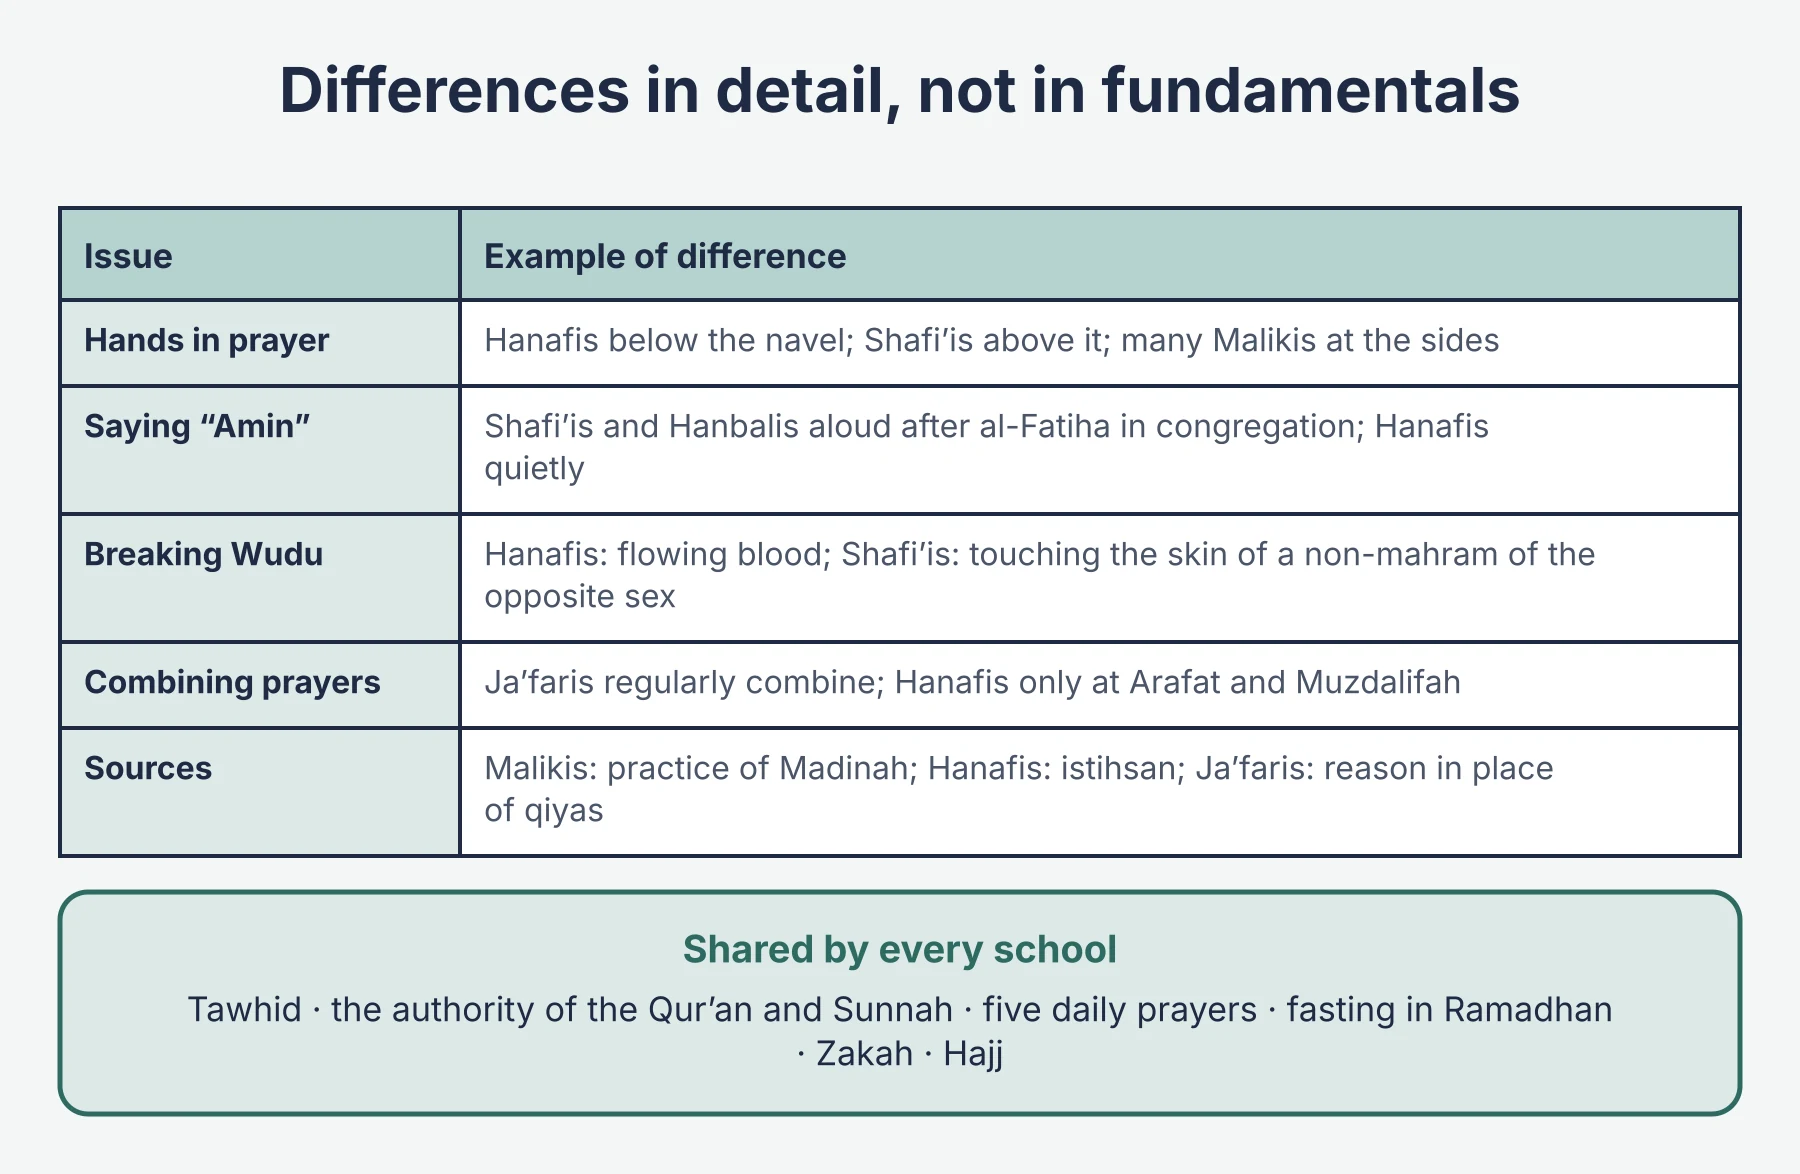 Differences in detail, not in fundamentals
Issue
Example of difference
Hands in prayer
Hanafis below the navel; Shafi’is above it; many Malikis at the sides
Saying “Amin”
Shafi’is and Hanbalis aloud after al-Fatiha in congregation; Hanafis
quietly
Breaking Wudu
Hanafis: flowing blood; Shafi’is: touching the skin of a non-mahram of the
opposite sex
Combining prayers
Ja’faris regularly combine; Hanafis only at Arafat and Muzdalifah
Sources
Malikis: practice of Madinah; Hanafis: istihsan; Ja’faris: reason in place
of qiyas
Shared by every school
Tawhid · the authority of the Qur’an and Sunnah · five daily prayers · fasting in Ramadhan
· Zakah · Hajj